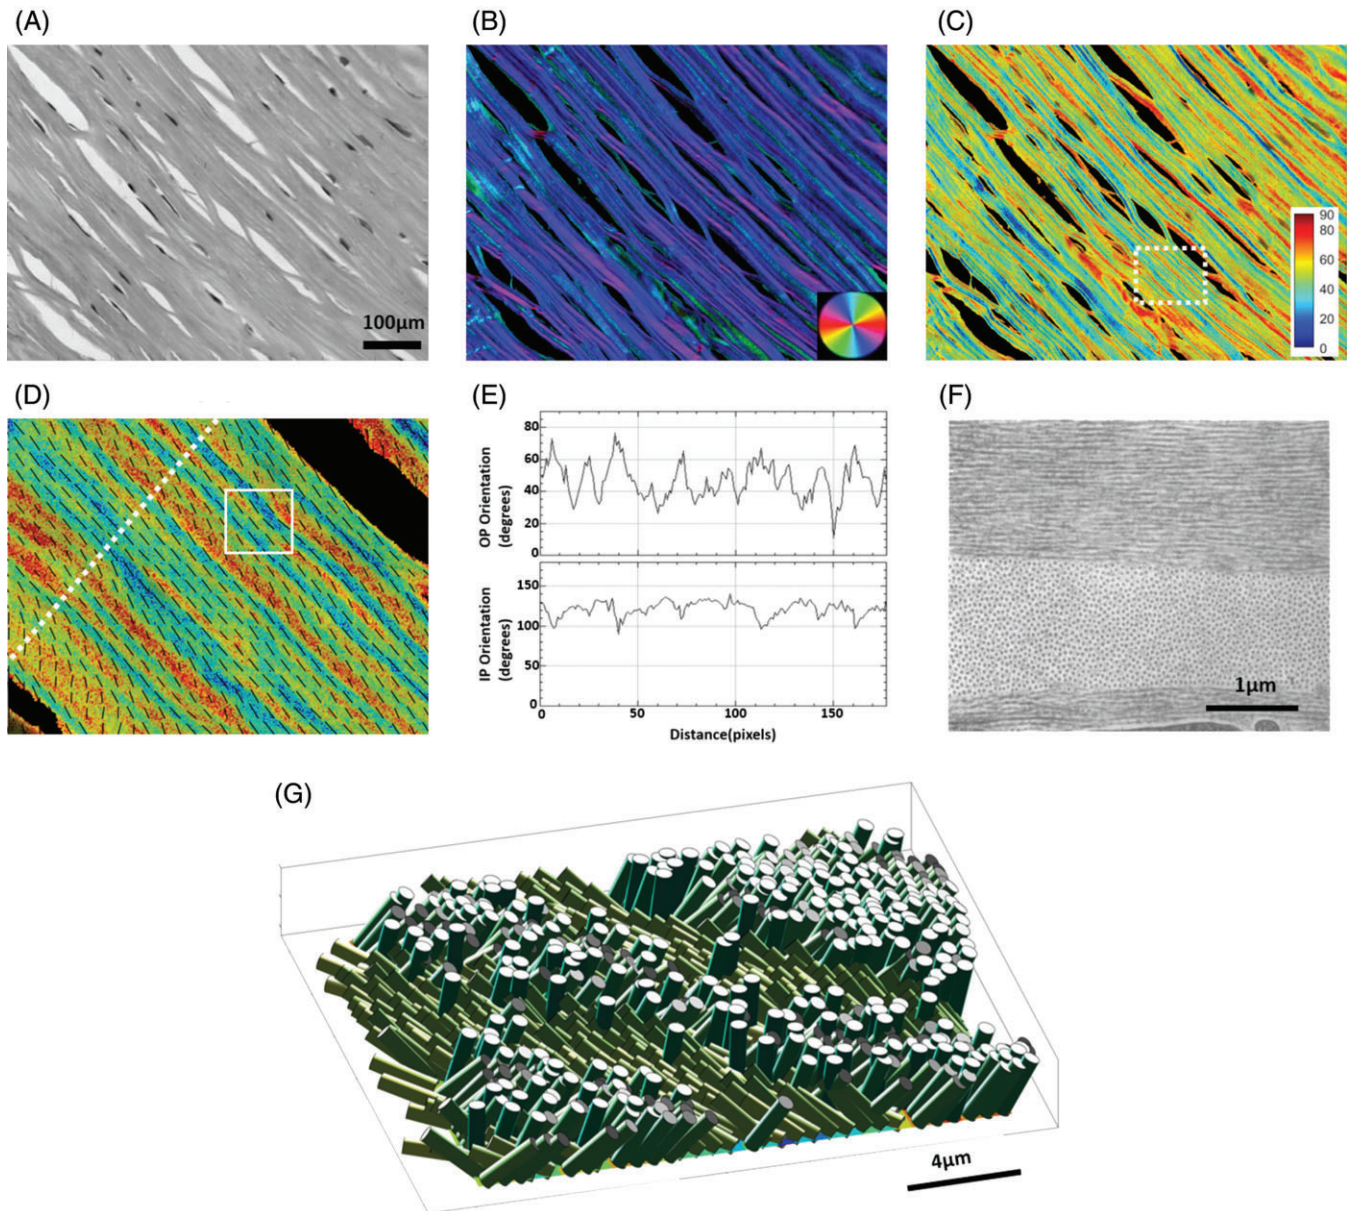 (A)
(B)
(C)
100μm
90
80
60
40
20
0
(D)
(E)
(F)
80
60
40
20
0
OP Orientation
(degrees)
150
100
50
0
IP Orientation
(degrees)
0
50
100
150
Distance(pixels)
1μm
(G)
4μm